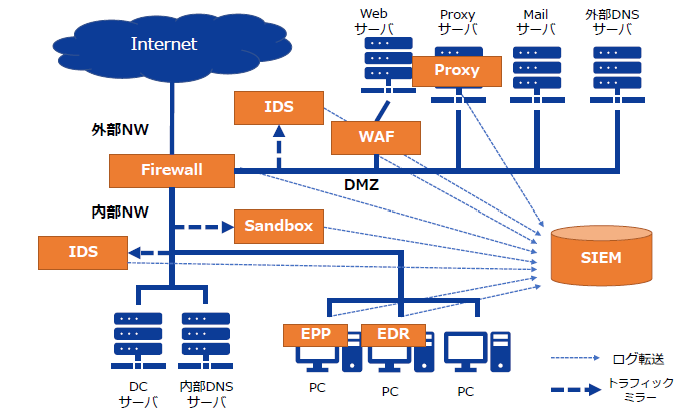 Internet
Web
サーバ
Proxy
サーバ
Mail
サーバ
外部DNS
サーバ
Proxy
IDS
外部NW
WAF
Firewall
DMZ
内部NW
Sandbox
IDS
SIEM
EPP
EDR
DC
サーバ
内部DNS
サーバ
PC
PC
PC
ログ転送
トラフィック
ミラー